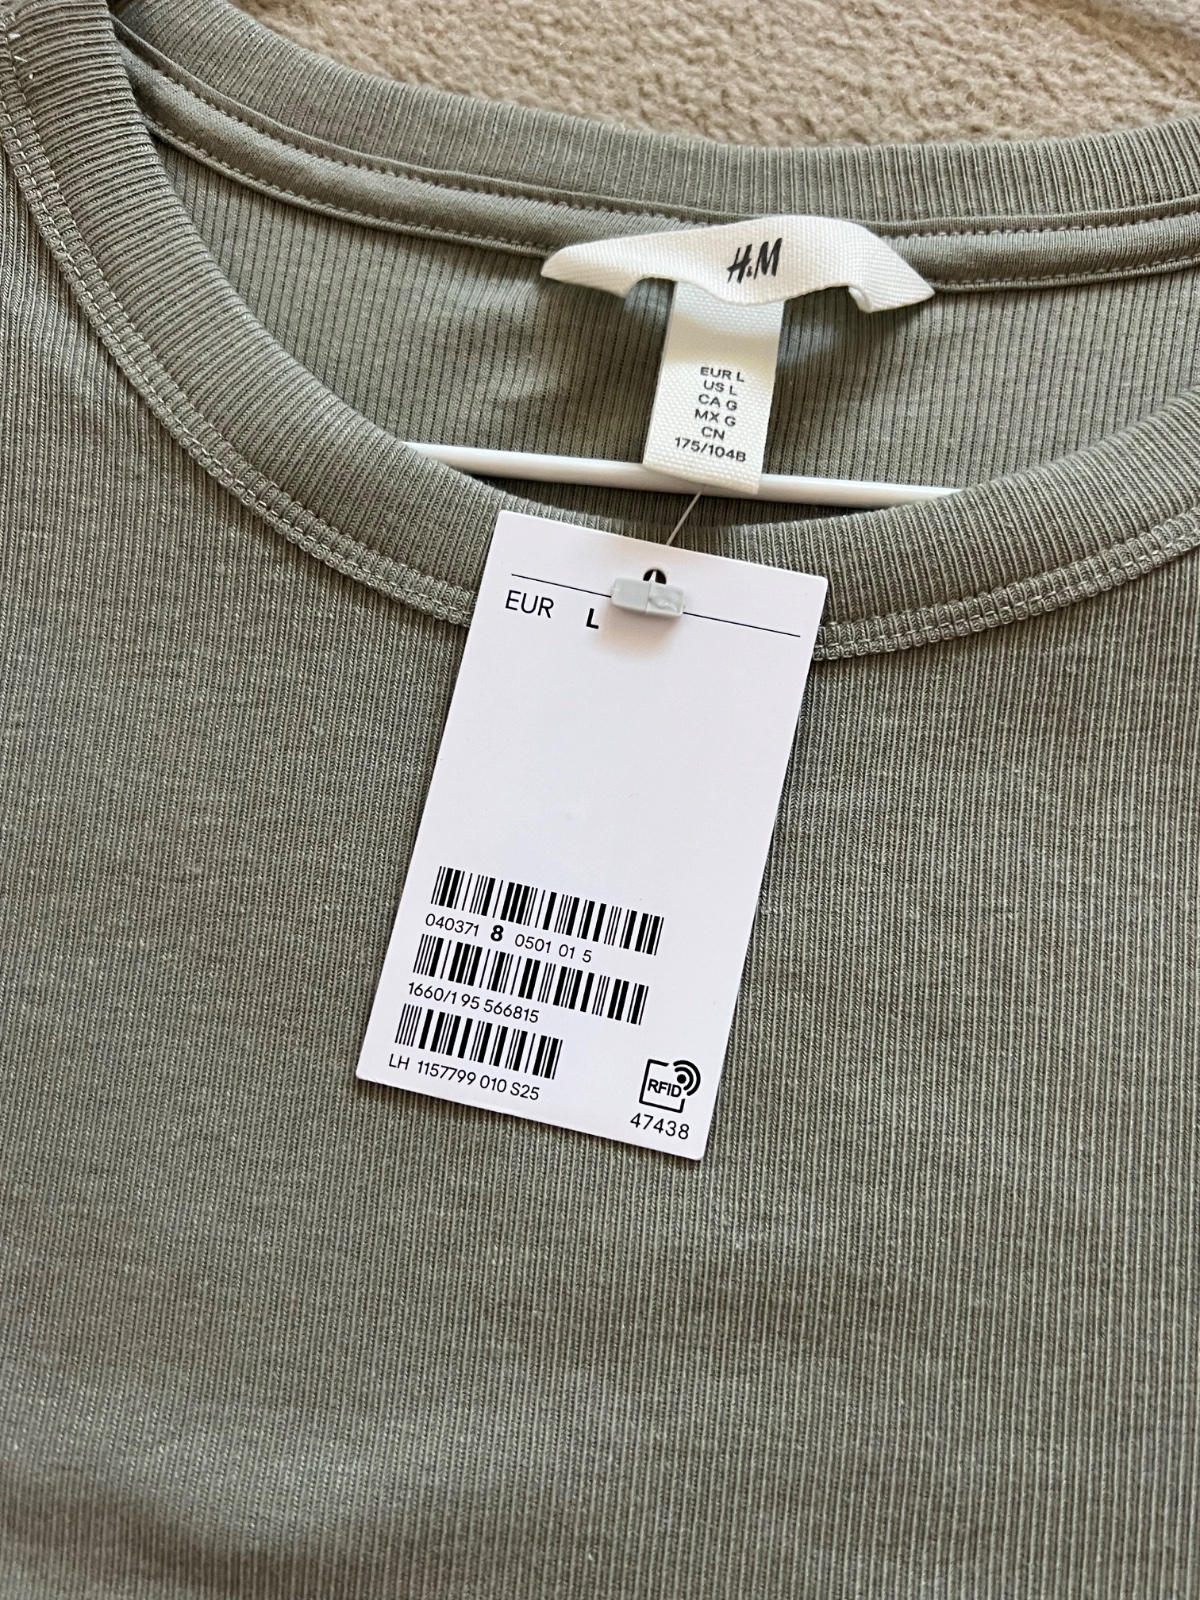 H&M
EUR L
US L
CA G
MX G
CN
175/104B
EUR L
040371 8 0501 01 5
1660/1 95 566815
LH 1157799 010 S25
RFID
47438